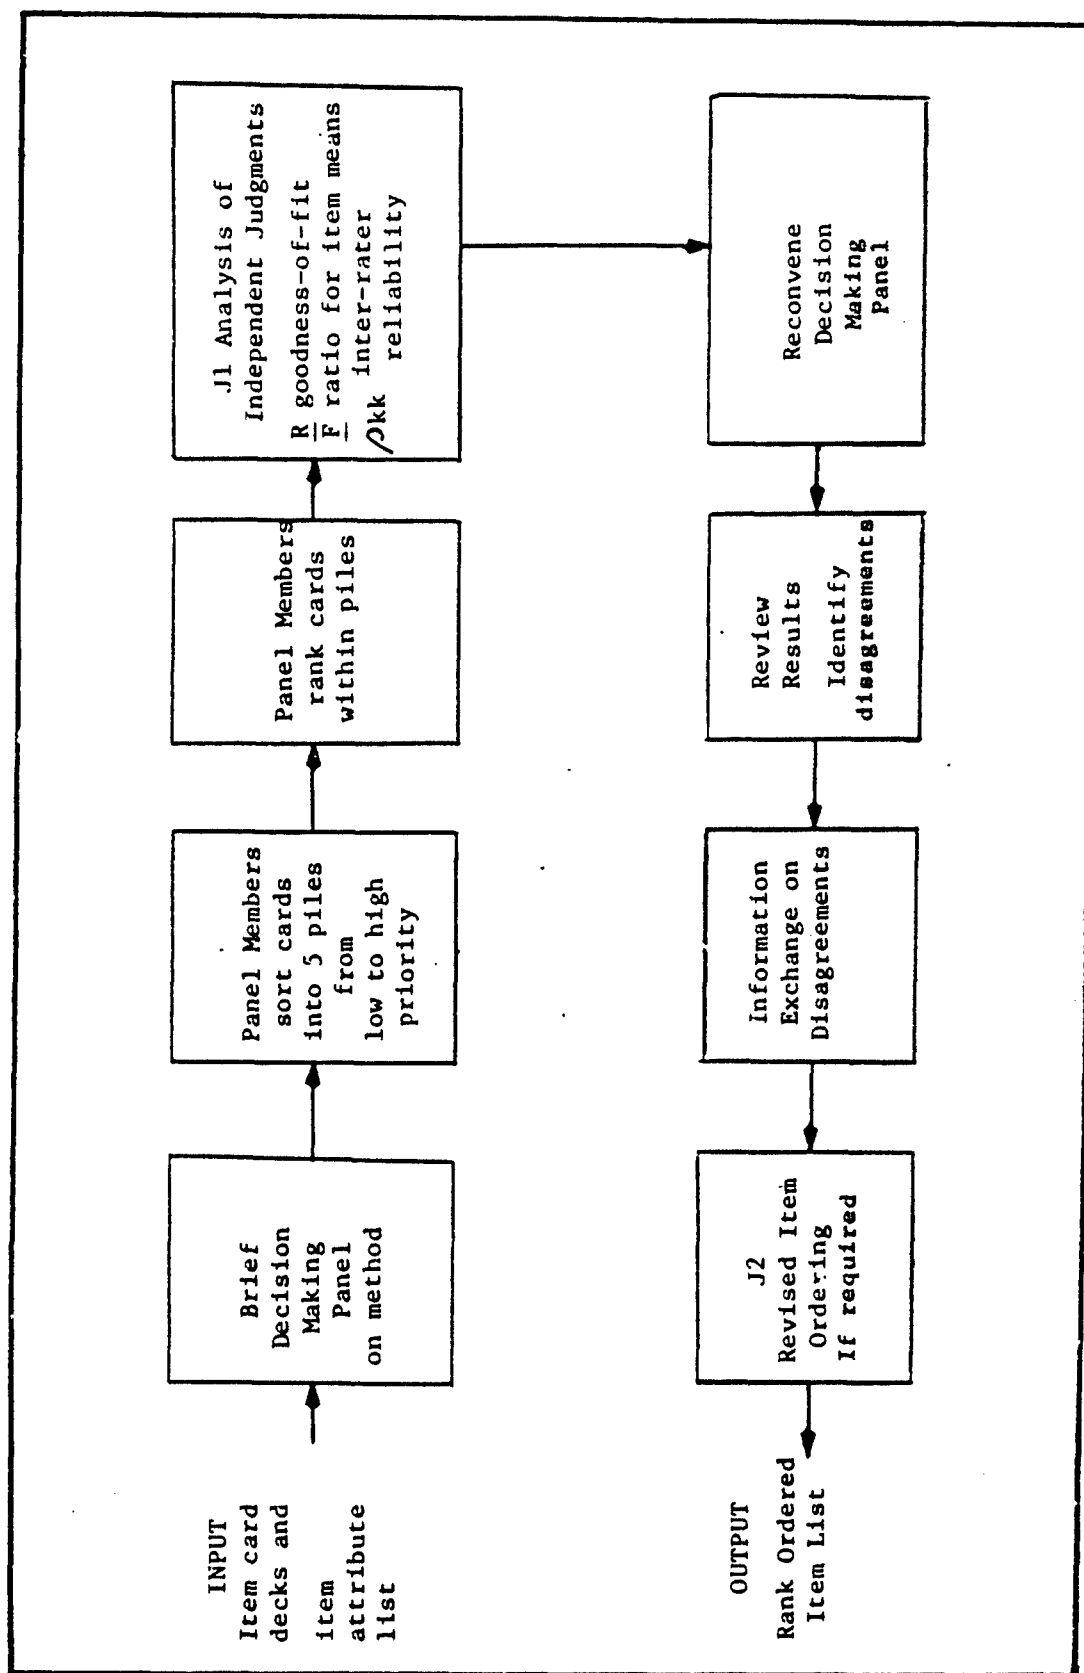 INPUT
Item card
decks and
item
attribute
list
Brief
Decision
Making
Panel
on method
Panel Members
sort cards
into 5 piles
from
low to high
priority
Panel Members
rank cards
within piles
J1 Analysis of
Independent Judgments
R goodness-of-fit
F ratio for item means
ρkk inter-rater
reliability
Reconvene
Decision
Making
Panel
Review
Results
Identify
disagreements
Information
Exchange on
Disagreements
J2
Revised Item
Ordering
If required
OUTPUT
Rank Ordered
Item List